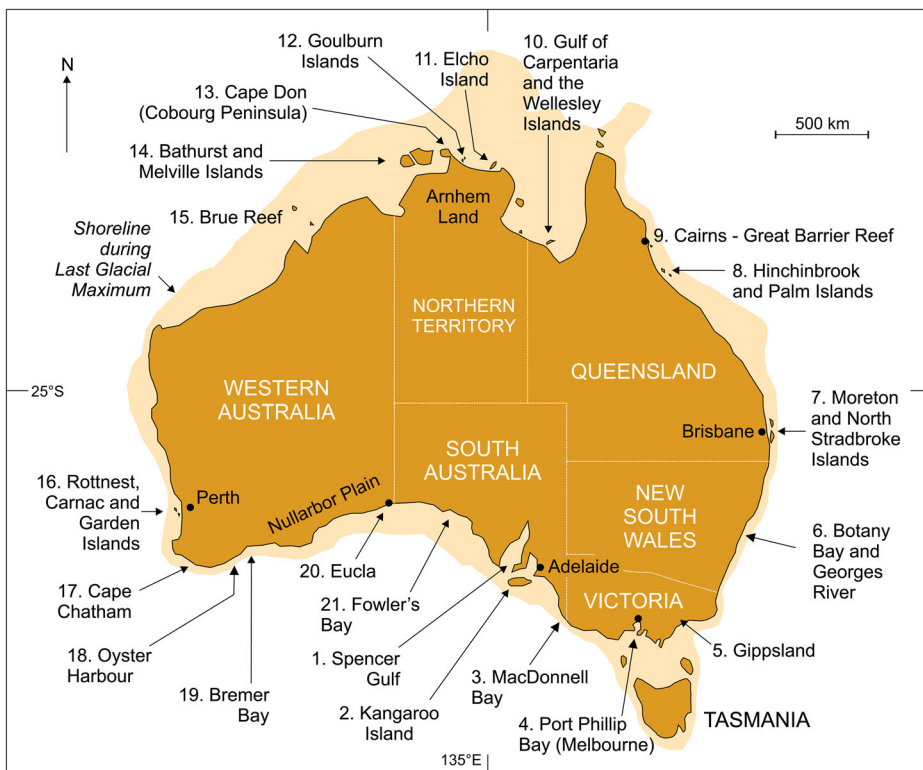 12. Goulburn
Islands
11. Elcho
Island
10. Gulf of
Carpentaria
and the
Wellesley
Islands
N
13. Cape Don
(Cobourg Peninsula)
500 km
14. Bathurst and
Melville Islands
Arnhem
Land
15. Brue Reef
Shoreline
during
Last Glacial
Maximum
9. Cairns - Great Barrier Reef
8. Hinchinbrook
and Palm Islands
NORTHERN
TERRITORY
25°S
WESTERN
AUSTRALIA
QUEENSLAND
7. Moreton
and North
Stradbroke
Islands
Brisbane
SOUTH
AUSTRALIA
16. Rottnest,
Carnac and
Garden
Islands
Perth
Nullarbor Plain
NEW
SOUTH
WALES
6. Botany
Bay and
Georges
River
20. Eucla
Adelaide
17. Cape
Chatham
21. Fowler's
Bay
VICTORIA
18. Oyster
Harbour
1. Spencer
Gulf
5. Gippsland
19. Bremer
Bay
3. MacDonnell
Bay
2. Kangaroo
Island
4. Port Phillip
Bay (Melbourne)
TASMANIA
135°E